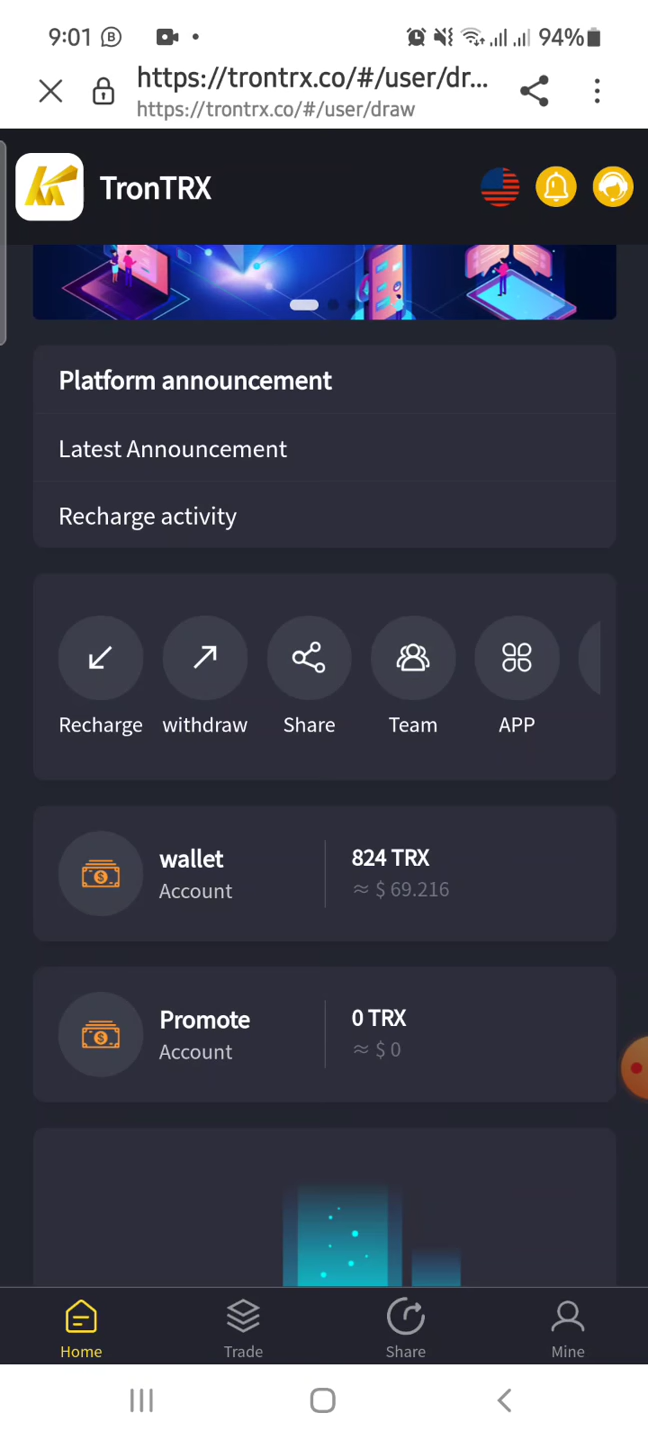 9:01 94%
https://trontrx.co/#/user/dr...
https://trontrx.co/#/user/draw
TronTRX
Platform announcement
Latest Announcement
Recharge activity
Recharge withdraw Share Team APP
wallet
Account
824 TRX
≈ $ 69.216
Promote
Account
0 TRX
≈ $ 0
Home Trade Share Mine